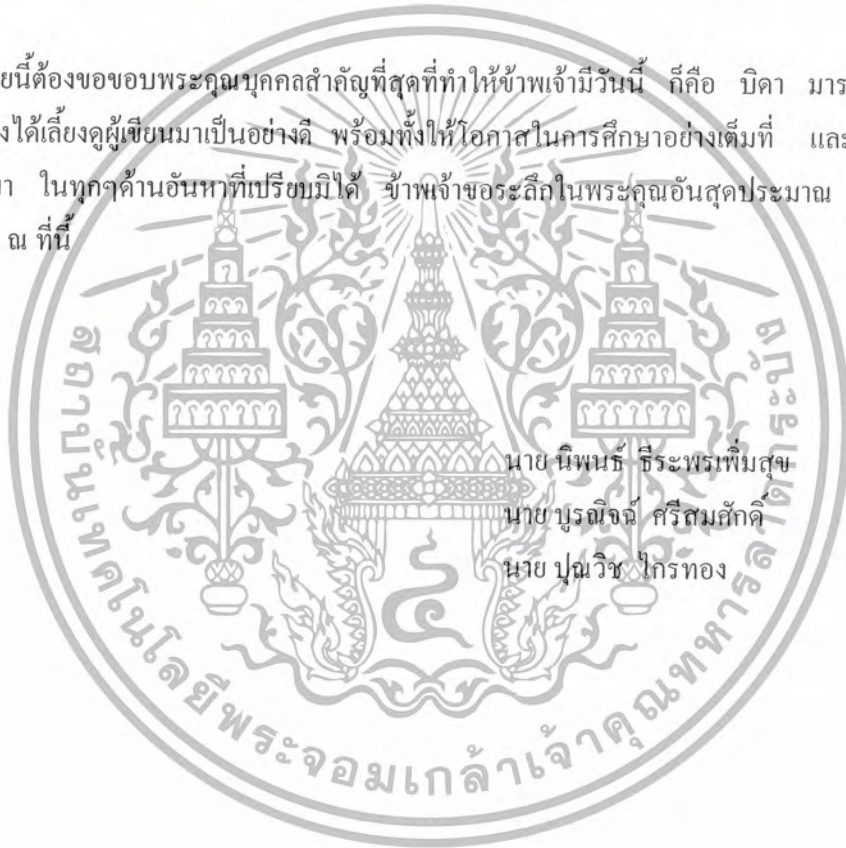 ยนี้ต้องขอขอบพระคุณบุคคลสำคัญที่สุดที่ทำให้ข้าพเจ้ามีวันนี้ ก็คือ บิดา มาร
งได้เลี้ยงดูผู้เขียนมาเป็นอย่างดี พร้อมทั้งให้โอกาสในการศึกษาอย่างเต็มที่ และ
ยา ในทุกๆด้านอันหาที่เปรียบมิได้ ข้าพเจ้าขอระลึกในพระคุณอันสุดประมาณ
ณ ที่นี้
นาย นิพนธ์ ธีระพรเพิ่มสุข
นาย บูรณิจฉ์ ศรีสมศักดิ์
นาย ปุณวิช ไกรทอง
สถาบันเทคโนโลยีพระจอมเกล้าเจ้าคุณทหารลาดกระบัง